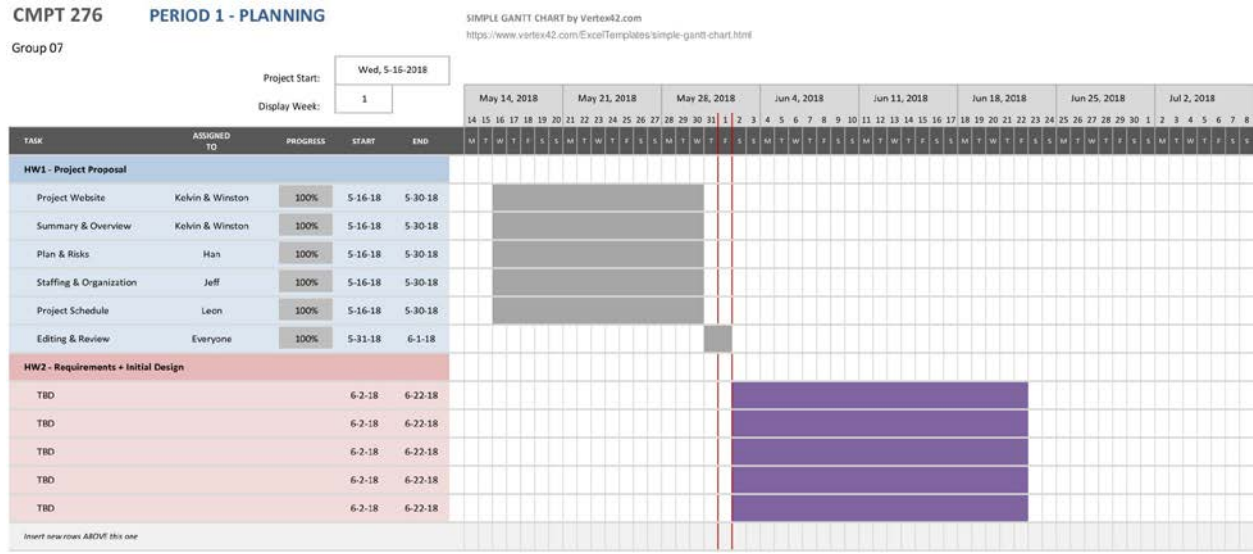 CMPT 276 PERIOD 1 - PLANNING
SIMPLE GANTT CHART by Vertex42.com
https://www.vertex42.com/ExcelTemplates/simple-gantt-chart.html
Group 07
Project Start: Wed, 5-16-2018
Display Week: 1
May 14, 2018 May 21, 2018 May 28, 2018 Jun 4, 2018 Jun 11, 2018 Jun 18, 2018 Jun 25, 2018 Jul 2, 2018
14 15 16 17 18 19 20 21 22 23 24 25 26 27 28 29 30 31 1 2 3 4 5 6 7 8 9 10 11 12 13 14 15 16 17 18 19 20 21 22 23 24 25 26 27 28 29 30 1 2 3 4 5 6 7 8
TASK ASSIGNED TO PROGRESS START END M T W T F S S M T W T F S S M T W T F S S M T W T F S S M T W T F S S M T W T F S S M T W T F S S M T W T F S S
HW1 - Project Proposal
Project Website Kelvin & Winston 100% 5-16-18 5-30-18
Summary & Overview Kelvin & Winston 100% 5-16-18 5-30-18
Plan & Risks Han 100% 5-16-18 5-30-18
Staffing & Organization Jeff 100% 5-16-18 5-30-18
Project Schedule Leon 100% 5-16-18 5-30-18
Editing & Review Everyone 100% 5-31-18 6-1-18
HW2 - Requirements + Initial Design
TBD 6-2-18 6-22-18
TBD 6-2-18 6-22-18
TBD 6-2-18 6-22-18
TBD 6-2-18 6-22-18
TBD 6-2-18 6-22-18
Insert new rows ABOVE this one